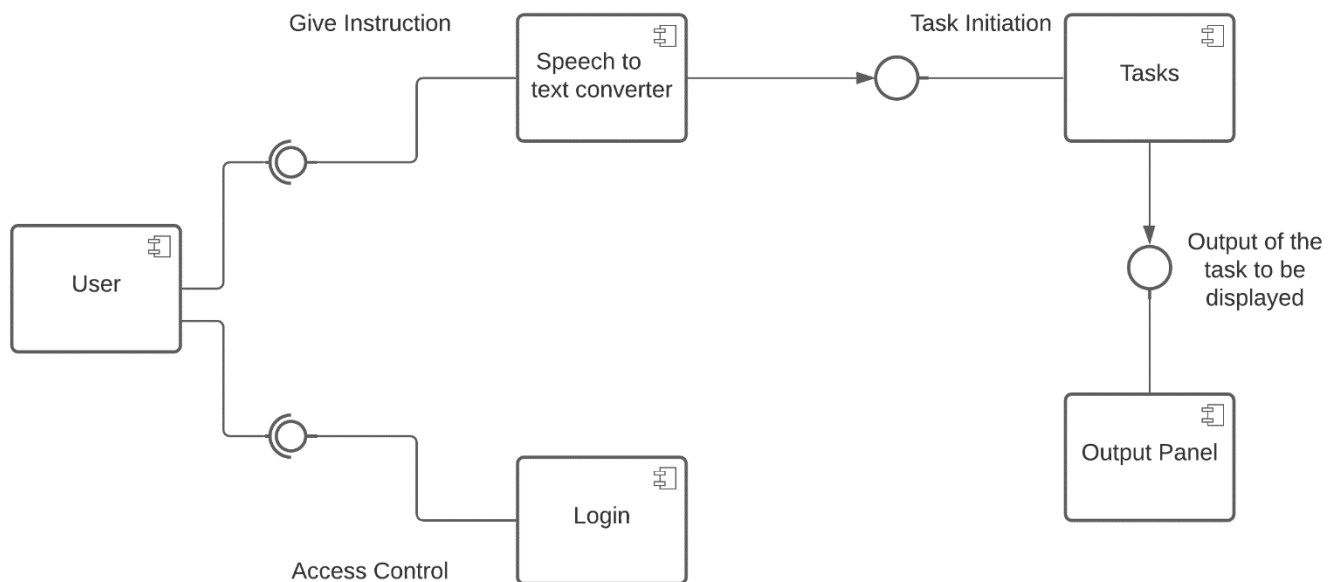 Give Instruction
Speech to
text converter
Task Initiation
Tasks
User
Output of the
task to be
displayed
Output Panel
Login
Access Control